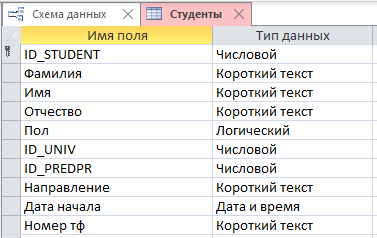 Схема данных Студенты
Имя поля Тип данных
ID_STUDENT Числовой
Фамилия Короткий текст
Имя Короткий текст
Отчество Короткий текст
Пол Логический
ID_UNIV Числовой
ID_PREDPR Числовой
Направление Короткий текст
Дата начала Дата и время
Номер тф Короткий текст